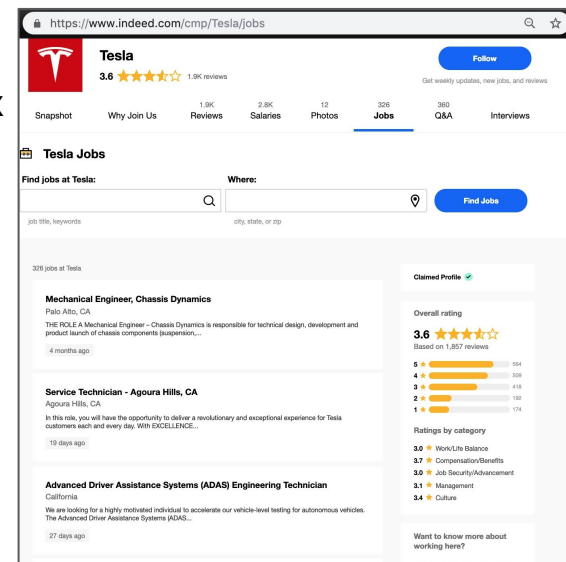 https://www.indeed.com/cmp/Tesla/jobs
Tesla
3.6 1.9K reviews
Follow
Get weekly updates, new jobs, and reviews
Snapshot
Why Join Us
1.9K
Reviews
2.8K
Salaries
12
Photos
326
Jobs
360
Q&A
Interviews
Tesla Jobs
Find jobs at Tesla:
Where:
Find Jobs
job title, keywords
city, state, or zip
326 jobs at Tesla
Mechanical Engineer, Chassis Dynamics
Palo Alto, CA
THE ROLE A Mechanical Engineer – Chassis Dynamics is responsible for technical design, development and
product launch of chassis components (suspension,...
4 months ago
Service Technician - Agoura Hills, CA
Agoura Hills, CA
In this role, you will have the opportunity to deliver a revolutionary and exceptional experience for Tesla
customers each and every day. With EXCELLENCE...
19 days ago
Advanced Driver Assistance Systems (ADAS) Engineering Technician
California
We are looking for a highly motivated individual to accelerate our vehicle-level testing for autonomous vehicles.
The Advanced Driver Assistance Systems (ADAS...
27 days ago
Claimed Profile
Overall rating
3.6
Based on 1,857 reviews
5
4 509
3 418
2 192
1 174
Ratings by category
3.0 Work/Life Balance
3.7 Compensation/Benefits
3.0 Job Security/Advancement
3.1 Management
3.4 Culture
Want to know more about
working here?